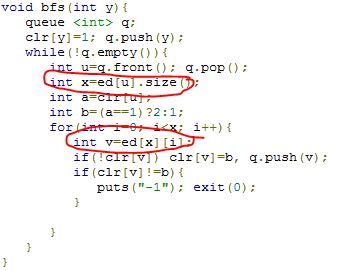 void bfs(int y){
queue <int> q;
clr[y]=1; q.push(y);
while(!q.empty()){
int u=q.front(); q.pop();
int x=ed[u].size();
int a=clr[u];
int b=(a==1)?2:1;
for(int i=0; i<x; i++){
int v=ed[x][i];
if(!clr[v]) clr[v]=b, q.push(v);
if(clr[v]!=b){
puts("-1"); exit(0);
}
}
}
}